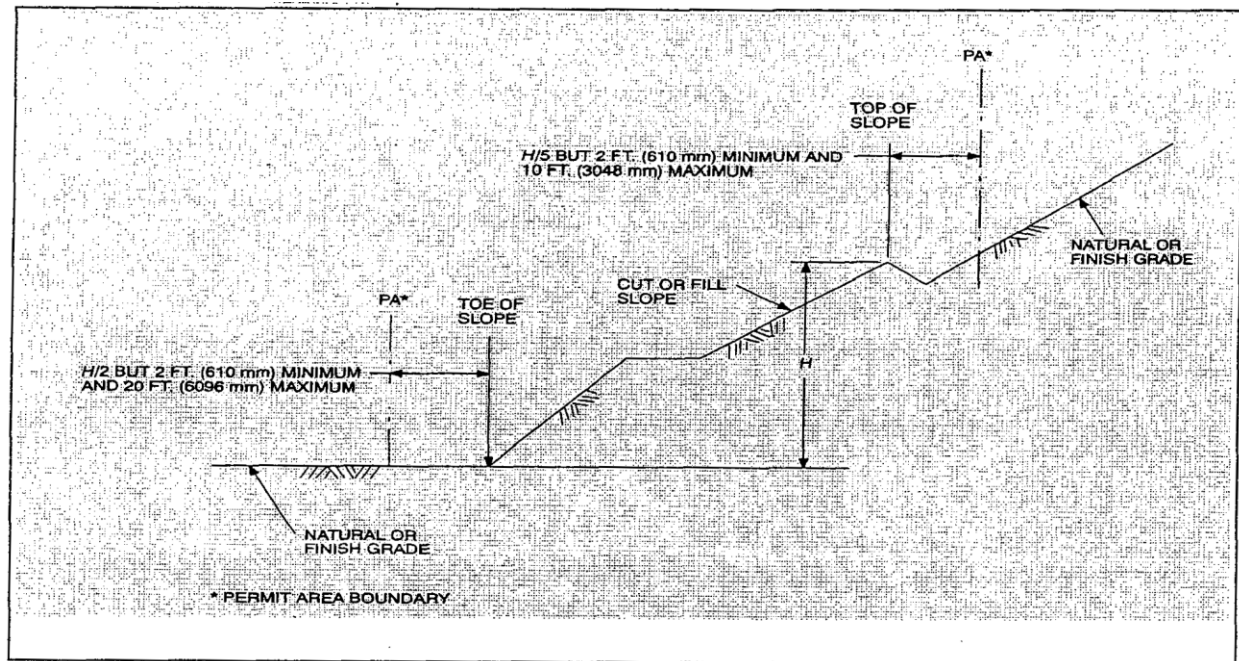 PA*
TOP OF
SLOPE
H/5 BUT 2 FT. (610 mm) MINIMUM AND
10 FT. (3048 mm) MAXIMUM
NATURAL OR
FINISH GRADE
CUT OR FILL
SLOPE
PA*
TOE OF
SLOPE
H
H/2 BUT 2 FT. (610 mm) MINIMUM
AND 20 FT. (6096 mm) MAXIMUM
NATURAL OR
FINISH GRADE
* PERMIT AREA BOUNDARY